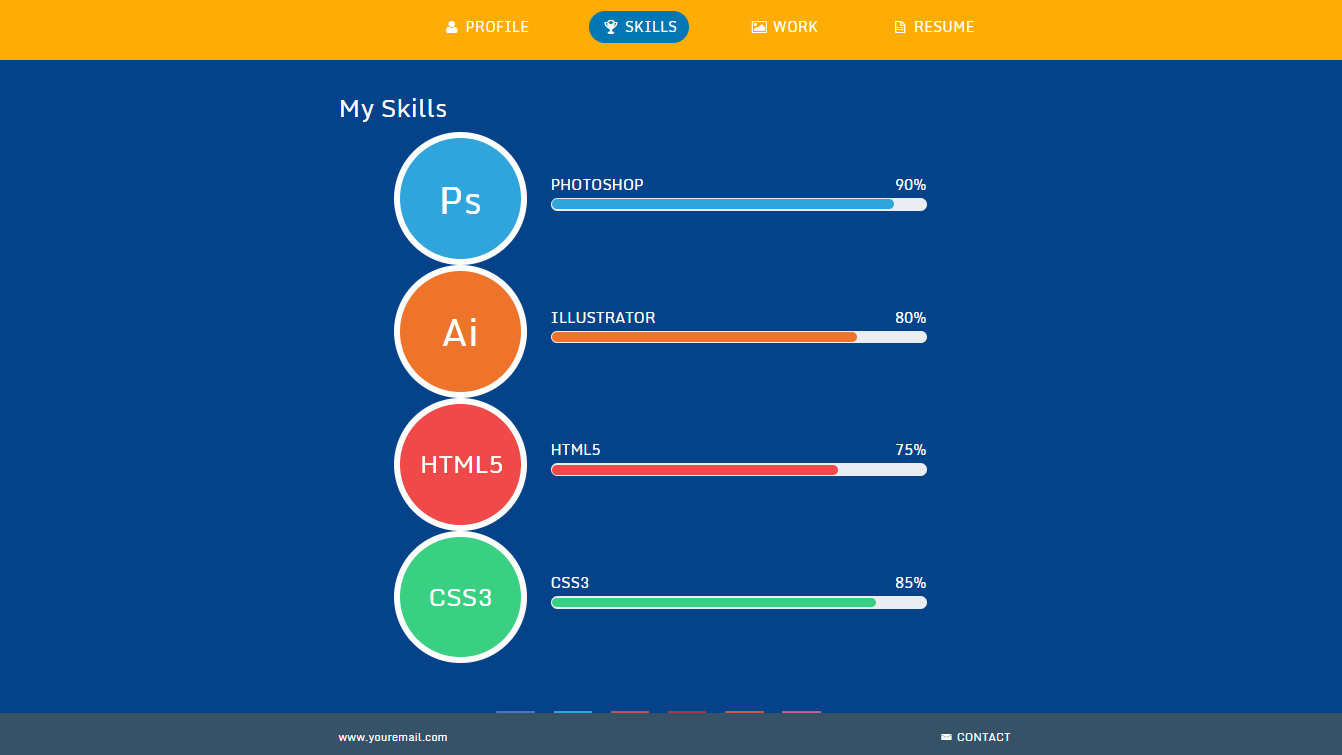 PROFILE SKILLS WORK RESUME
My Skills
Ps
PHOTOSHOP 90%
Ai
ILLUSTRATOR 80%
HTML5
HTML5 75%
CSS3
CSS3 85%
www.youremail.com CONTACT